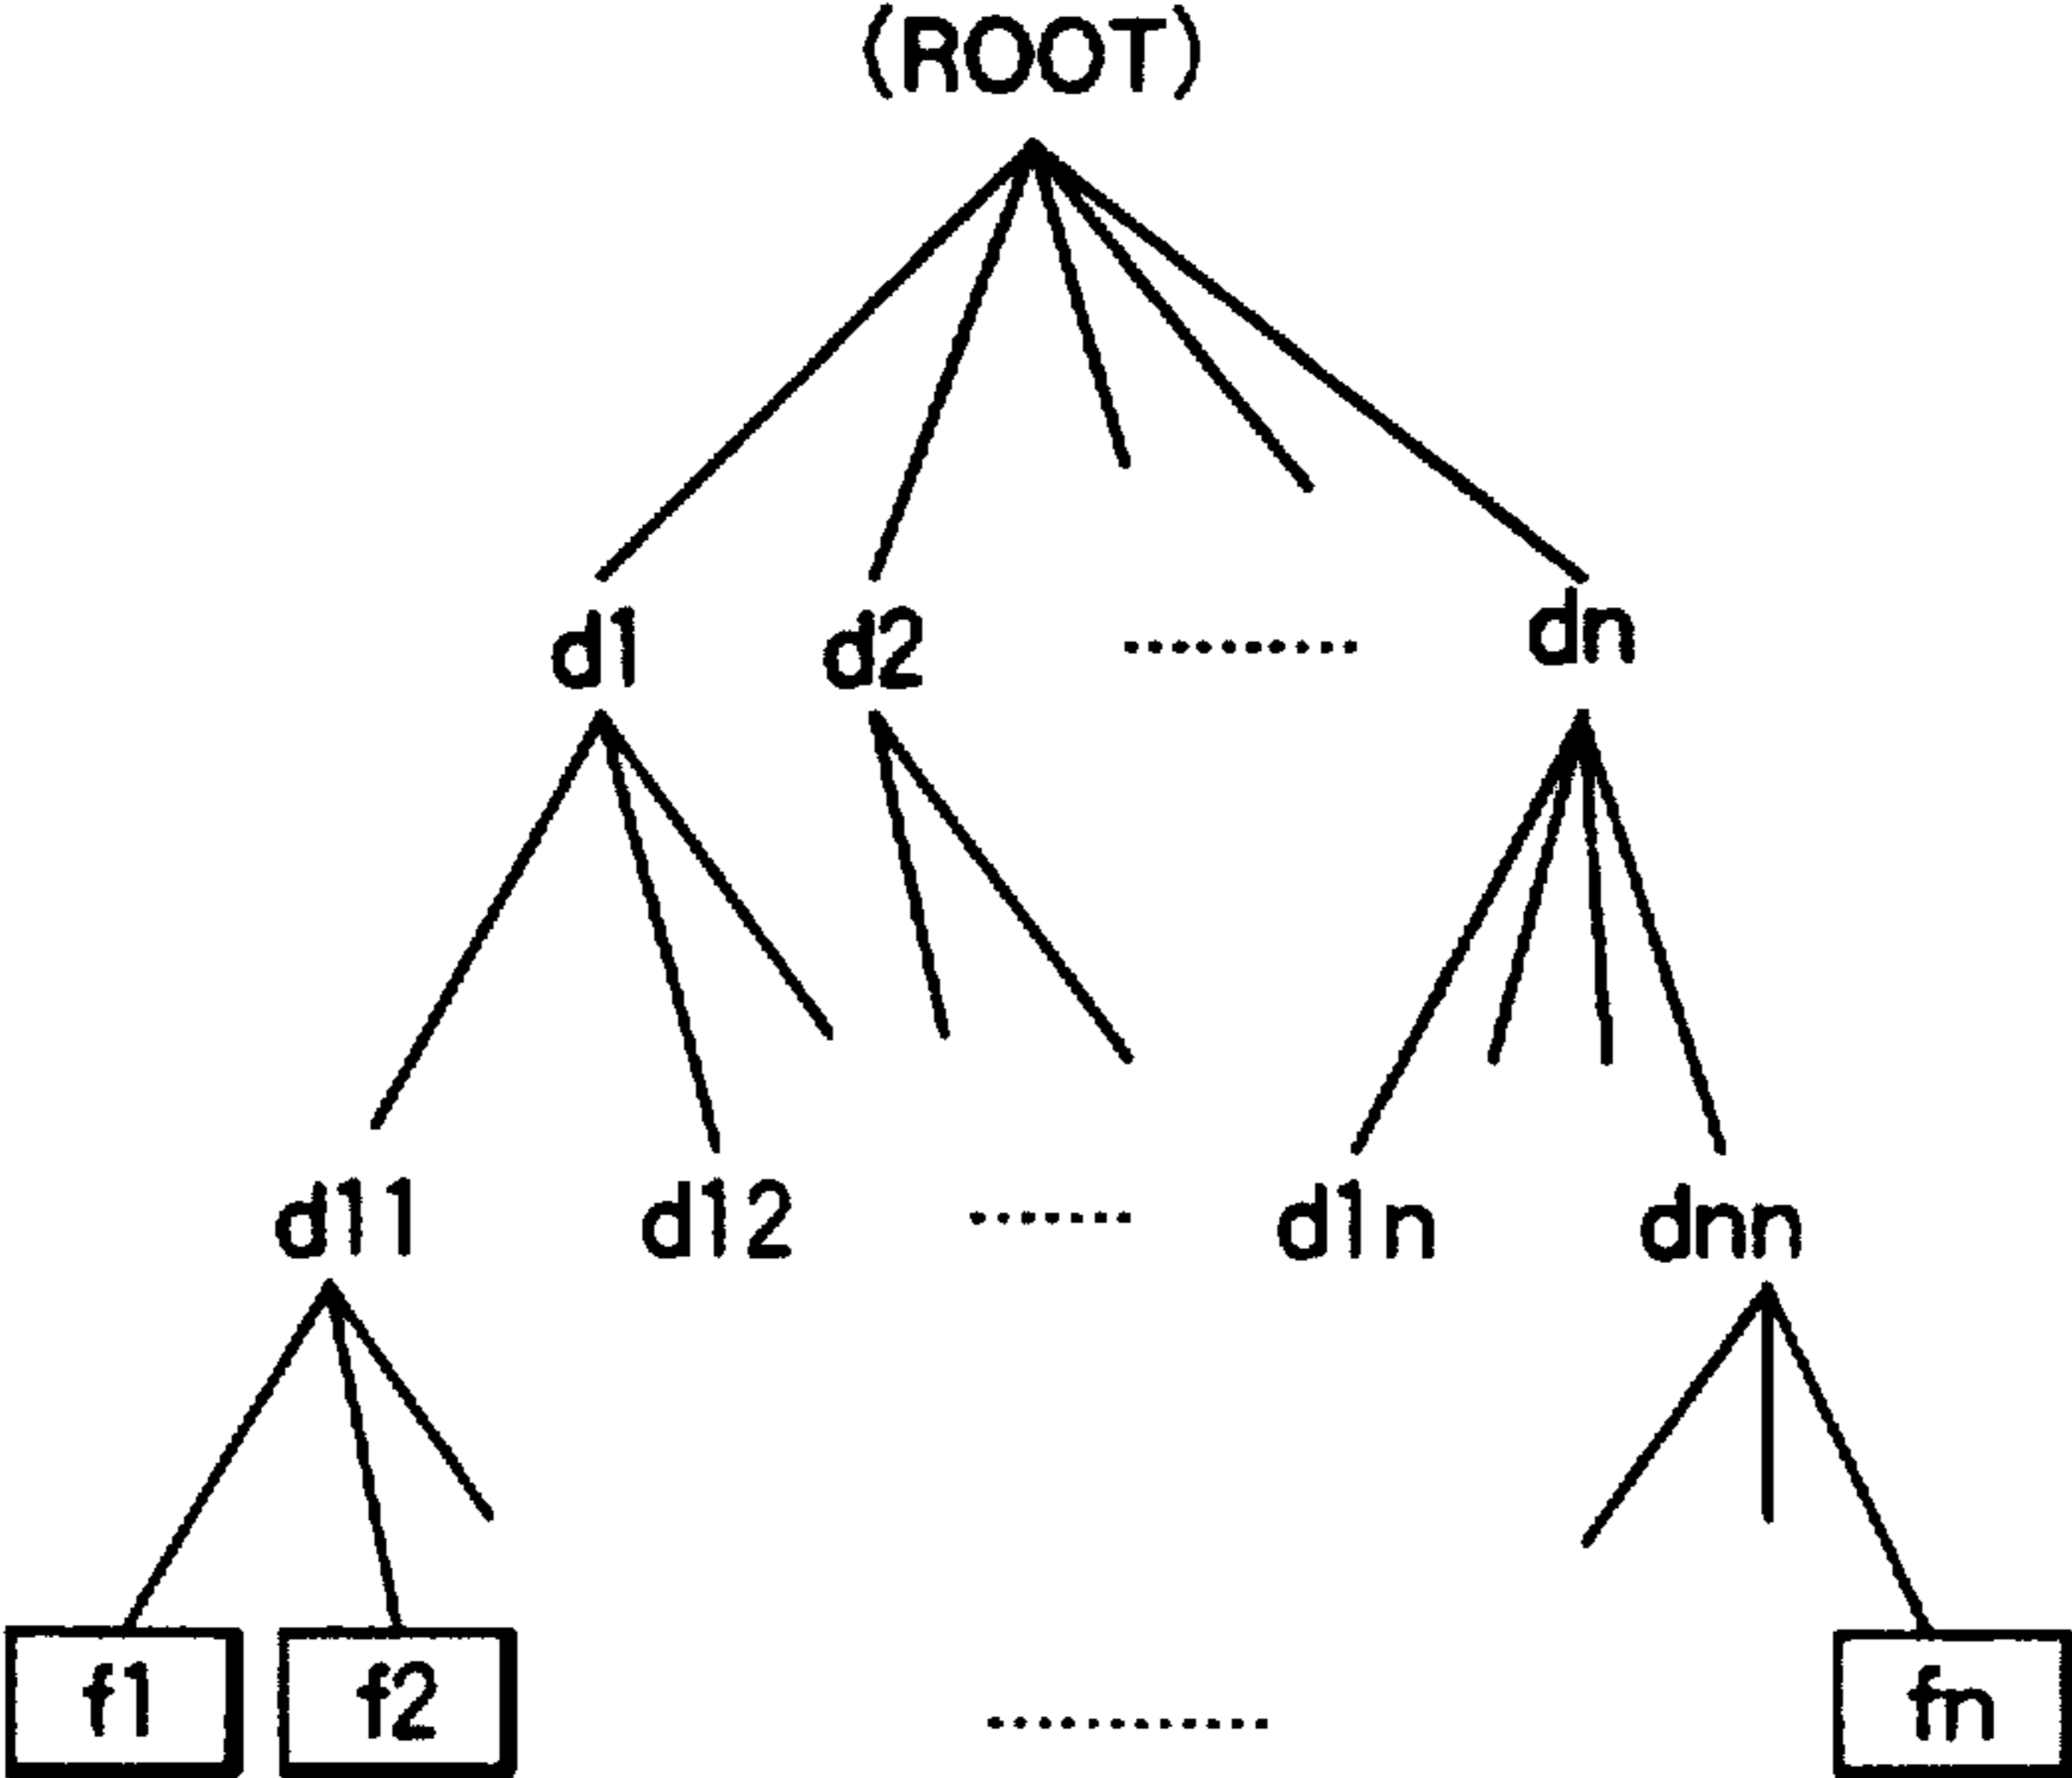 (ROOT)
d1 d2 ......... dn
d11 d12 ....... d1n dnn
f1 f2 ............ fn